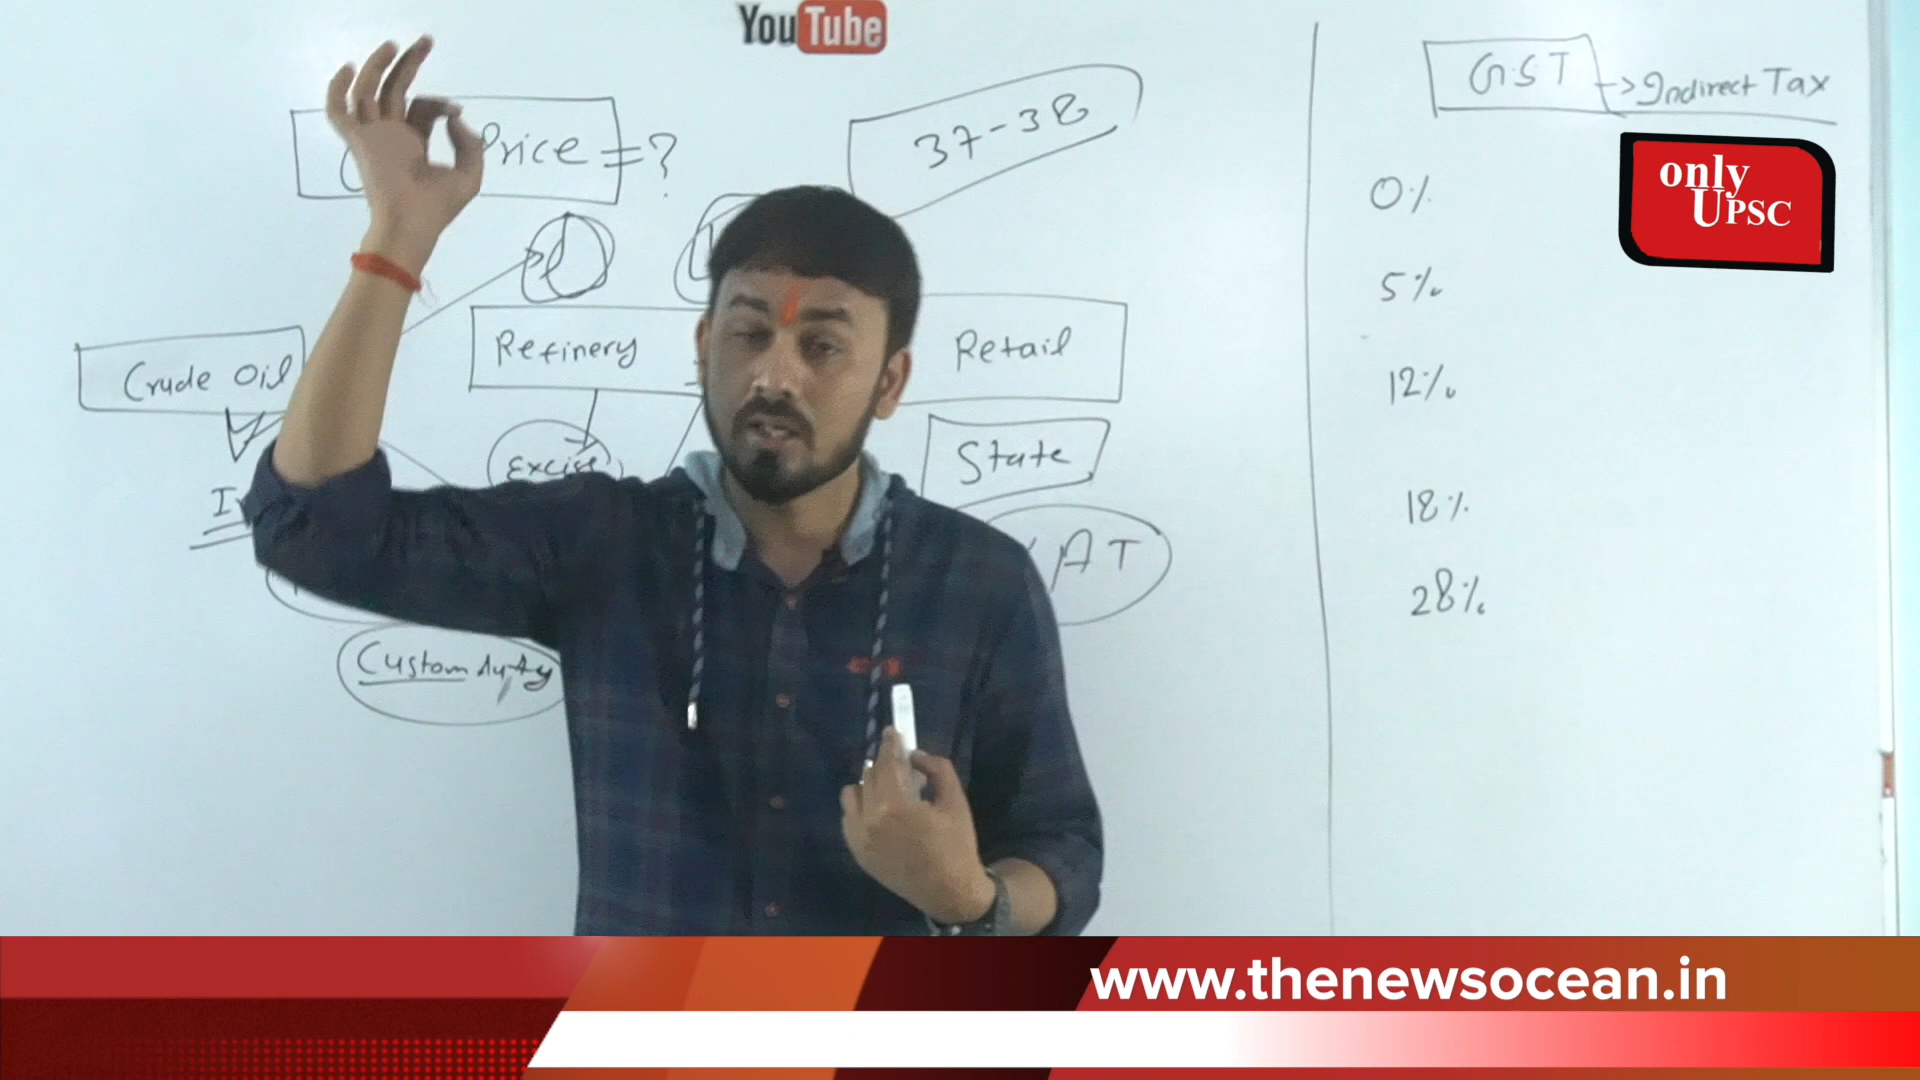 YouTube
GST → Indirect Tax
Price = ?
37-38
only
UPSC
0%
5%
12%
18%
28%
Crude Oil
Refinery
Retail
Excise
State
Custom duty
www.thenewsocean.in